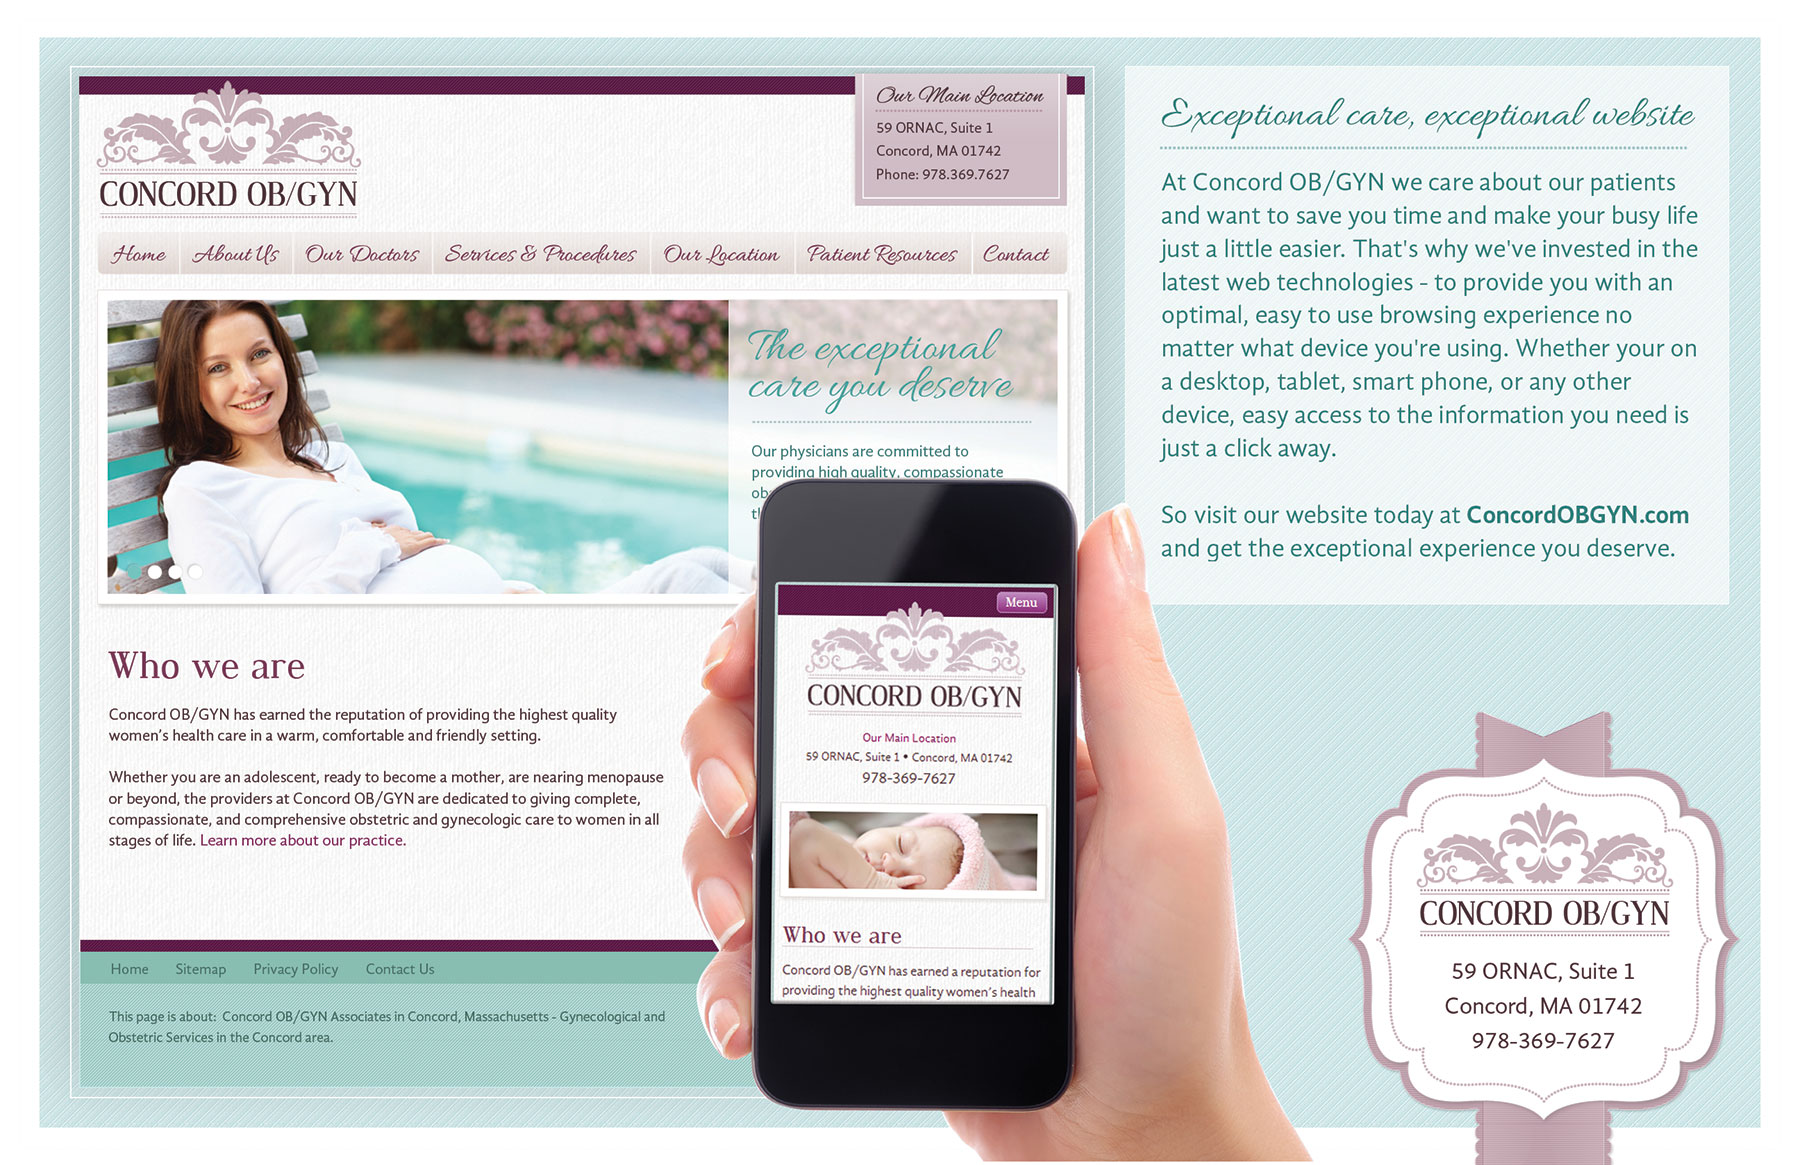 CONCORD OB/GYN
Our Main Location
59 ORNAC, Suite 1
Concord, MA 01742
Phone: 978.369.7627
Home About Us Our Doctors Services & Procedures Our Location Patient Resources Contact
The exceptional
care you deserve
Our physicians are committed to
providing high quality, compassionate
Who we are
Concord OB/GYN has earned the reputation of providing the highest quality
women's health care in a warm, comfortable and friendly setting.
Whether you are an adolescent, ready to become a mother, are nearing menopause
or beyond, the providers at Concord OB/GYN are dedicated to giving complete,
compassionate, and comprehensive obstetric and gynecologic care to women in all
stages of life. Learn more about our practice.
Home Sitemap Privacy Policy Contact Us
This page is about: Concord OB/GYN Associates in Concord, Massachusetts - Gynecological and
Obstetric Services in the Concord area.
Menu
CONCORD OB/GYN
Our Main Location
59 ORNAC, Suite 1 • Concord, MA 01742
978-369-7627
Who we are
Concord OB/GYN has earned a reputation for
providing the highest quality women's health
Exceptional care, exceptional website
At Concord OB/GYN we care about our patients
and want to save you time and make your busy life
just a little easier. That's why we've invested in the
latest web technologies - to provide you with an
optimal, easy to use browsing experience no
matter what device you're using. Whether your on
a desktop, tablet, smart phone, or any other
device, easy access to the information you need is
just a click away.
So visit our website today at ConcordOBGYN.com
and get the exceptional experience you deserve.
CONCORD OB/GYN
59 ORNAC, Suite 1
Concord, MA 01742
978-369-7627